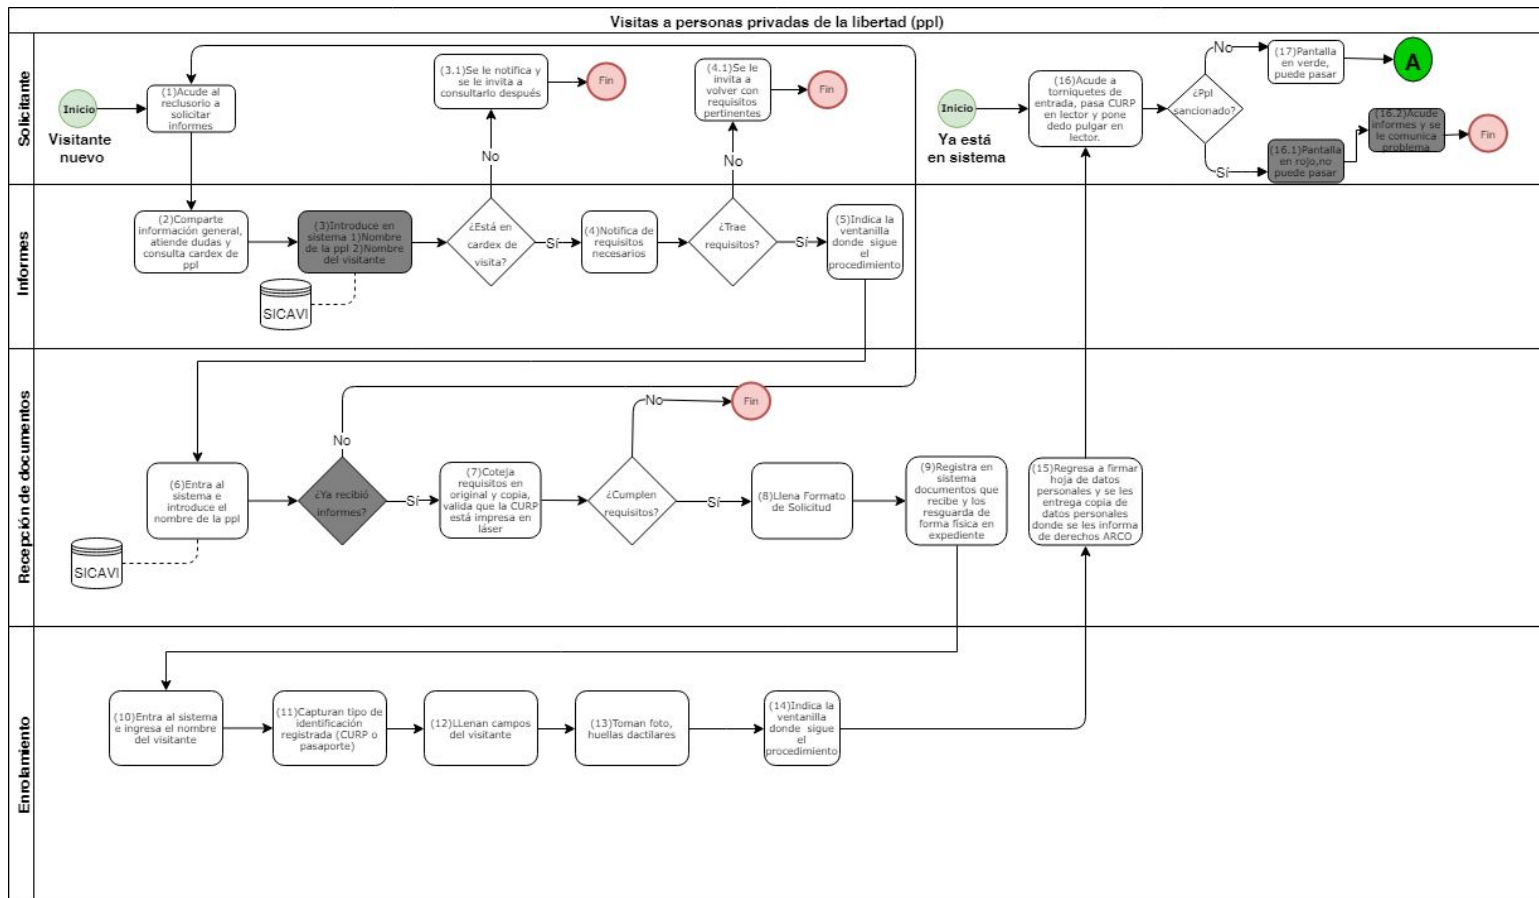 Visitas a personas privadas de la libertad (ppl)
Solicitante
Inicio
Visitante
nuevo
(1)Acude al
reclusorio a
solicitar
informes
(3.1)Se le notifica y
se le invita a
consultarlo después
Fin
No
(4.1)Se le
invita a
volver con
requisitos
pertinentes
Fin
No
Inicio
Ya está
en sistema
(16)Acude a
torniquetes de
entrada, pasa CURP
en lector y pone
dedo pulgar en
lector.
¿Ppl
sancionado?
No
(17)Pantalla
en verde,
puede pasar
A
Sí
(16.1)Pantalla
en rojo,no
puede pasar
(16.2)Acude
informes y se
le comunica
problema
Fin
Informes
(2)Comparte
información general,
atiende dudas y
consulta cardex de
ppl
(3)Introduce en
sistema 1)Nombre
de la ppl 2)Nombre
del visitante
SICAVI
¿Está en
cardex de
visita?
Sí
(4)Notifica de
requisitos
necesarios
¿Trae
requisitos?
Sí
(5)Indica la
ventanilla
donde sigue
el
procedimiento
Recepción de documentos
(6)Entra al
sistema e
introduce el
nombre de la ppl
SICAVI
No
¿Ya recibió
informes?
Sí
(7)Coteja
requisitos en
original y copia,
valida que la CURP
está impresa en
láser
No
Fin
¿Cumplen
requisitos?
Sí
(8)Llena Formato
de Solicitud
(9)Registra en
sistema
documentos que
recibe y los
resguarda de
forma física en
expediente
(15)Regresa a firmar
hoja de datos
personales y se les
entrega copia de
datos personales
donde se les informa
de derechos ARCO
Enrolamiento
(10)Entra al sistema
e ingresa el nombre
del visitante
(11)Capturan tipo de
identificación
registrada (CURP o
pasaporte)
(12)LLenan campos
del visitante
(13)Toman foto,
huellas dactilares
(14)Indica la
ventanilla
donde sigue
el
procedimiento